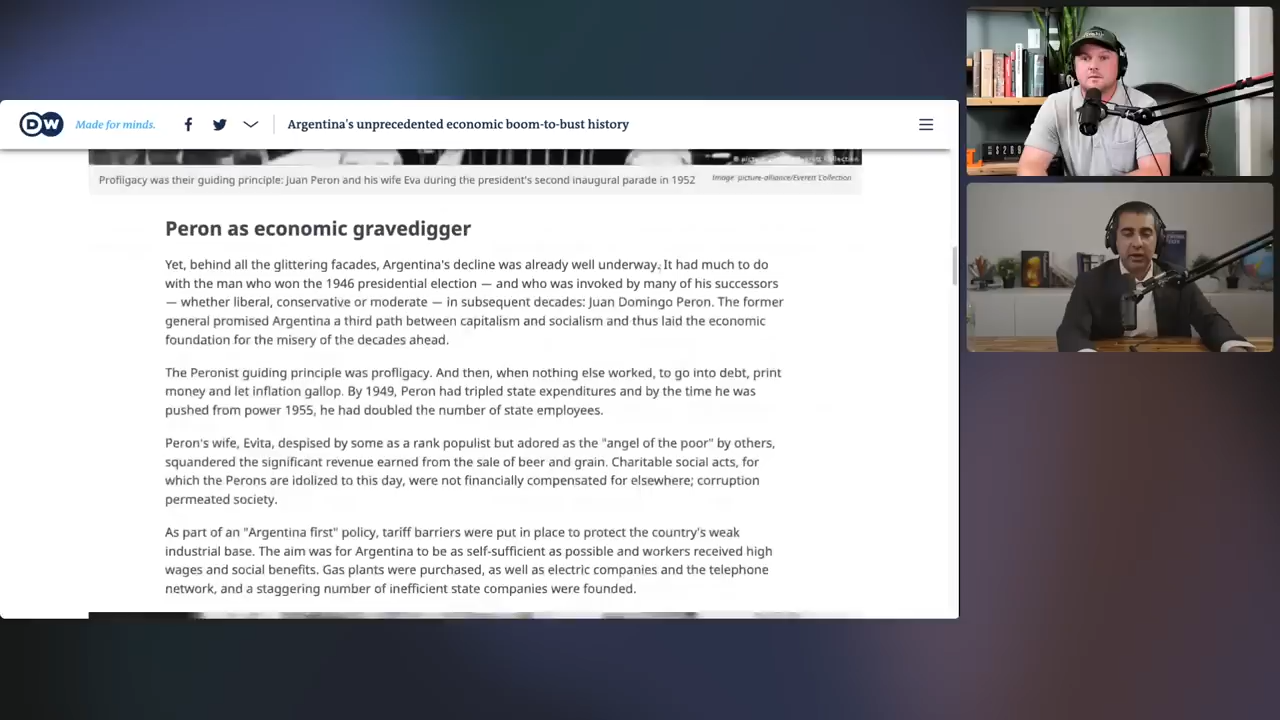 DW
Made for minds.
Argentina's unprecedented economic boom-to-bust history
Profligacy was their guiding principle: Juan Peron and his wife Eva during the president's second inaugural parade in 1952
Image: picture-alliance/Everett Collection
Peron as economic gravedigger
Yet, behind all the glittering facades, Argentina's decline was already well underway. It had much to do
with the man who won the 1946 presidential election — and who was invoked by many of his successors
— whether liberal, conservative or moderate — in subsequent decades: Juan Domingo Peron. The former
general promised Argentina a third path between capitalism and socialism and thus laid the economic
foundation for the misery of the decades ahead.
The Peronist guiding principle was profligacy. And then, when nothing else worked, to go into debt, print
money and let inflation gallop. By 1949, Peron had tripled state expenditures and by the time he was
pushed from power 1955, he had doubled the number of state employees.
Peron's wife, Evita, despised by some as a rank populist but adored as the "angel of the poor" by others,
squandered the significant revenue earned from the sale of beer and grain. Charitable social acts, for
which the Perons are idolized to this day, were not financially compensated for elsewhere; corruption
permeated society.
As part of an "Argentina first" policy, tariff barriers were put in place to protect the country's weak
industrial base. The aim was for Argentina to be as self-sufficient as possible and workers received high
wages and social benefits. Gas plants were purchased, as well as electric companies and the telephone
network, and a staggering number of inefficient state companies were founded.